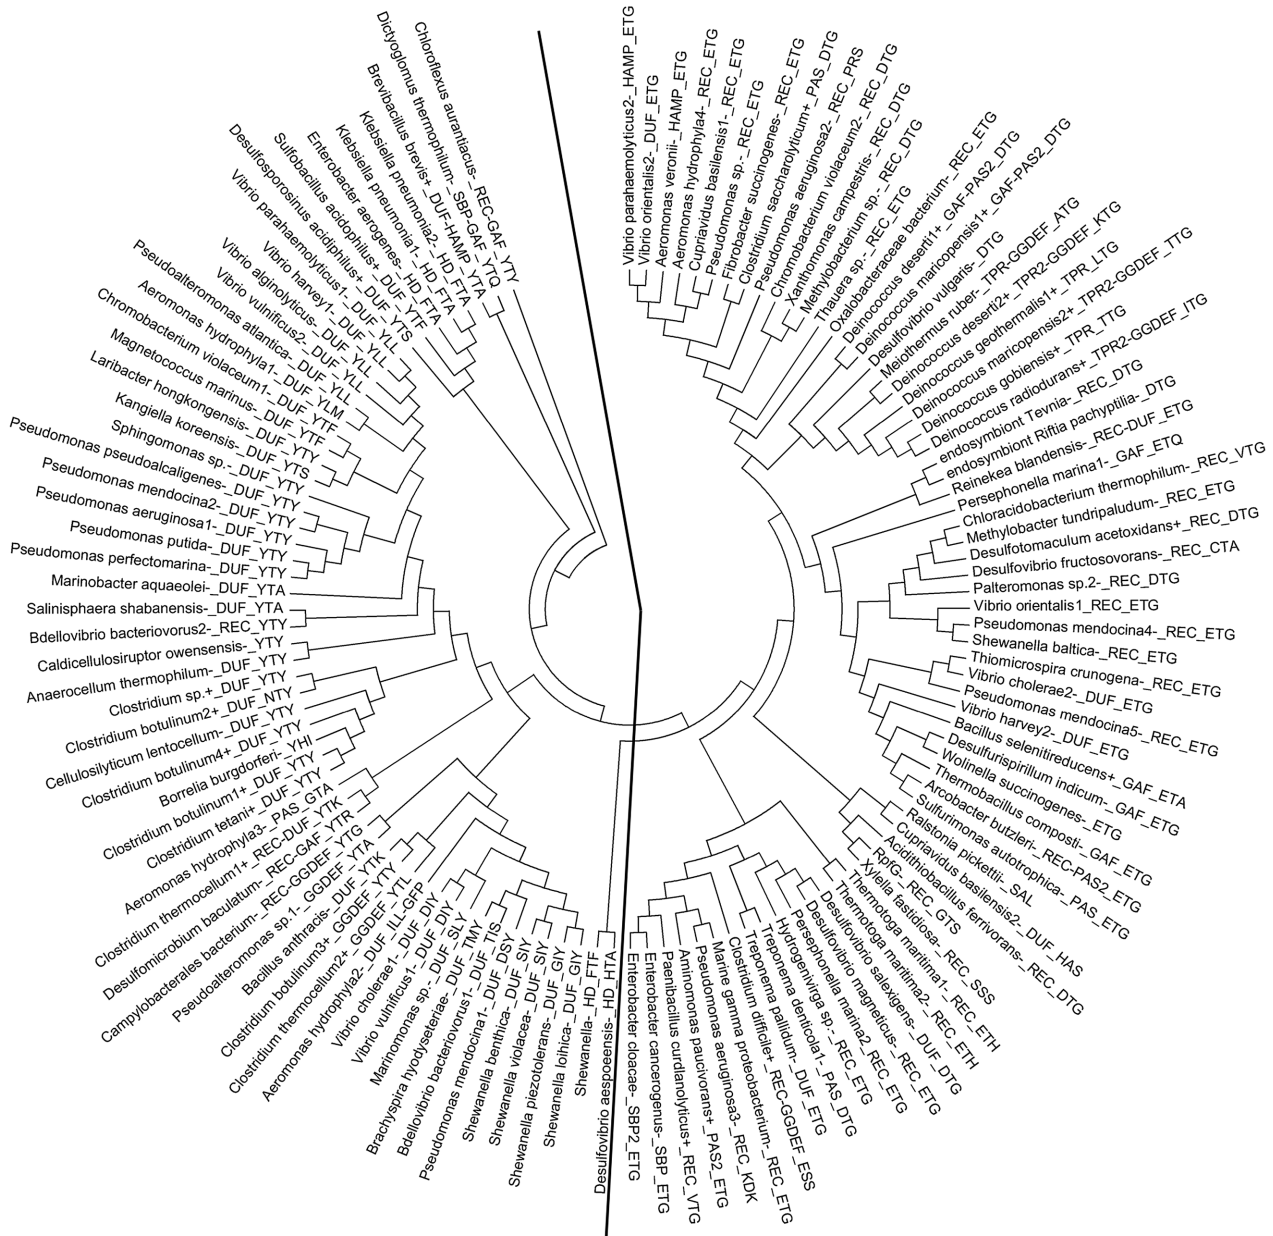 Vibrio parahaemolyticus2-_HAMP_ETG
Vibrio orientalis2-_DUF_ETG
Aeromonas veronii-_HAMP_ETG
Aeromonas hydrophyla4-_REC_ETG
Cupriavidus basilensis1-_REC_ETG
Pseudomonas sp.-_REC_ETG
Fibrobacter succinogenes-_REC_ETG
Clostridium saccharolyticum+_PAS_DTG
Pseudomonas aeruginosa2-_REC_PRS
Chromobacterium violaceum2-_REC_DTG
Xanthomonas campestris-_REC_DTG
Methylobacterium sp.-_REC_DTG
Thauera sp.-_REC_ETG
Oxalobacteraceae bacterium-_REC_ETG
Deinococcus deserti1+_GAF-PAS2_DTG
Deinococcus maricopensis1+_GAF-PAS2_DTG
Desulfovibrio vulgaris-_DTG
Meiothermus ruber-_TPR-GGDEF_ATG
Deinococcus deserti2+_TPR2-GGDEF_KTG
Deinococcus geothermalis1+_TPR_LTG
Deinococcus maricopensis2+_TPR2-GGDEF_TTG
Deinococcus gobiensis+_TPR_TTG
Deinococcus radiodurans+_TPR2-GGDEF_ITG
endosymbiont Tevnia-_REC_DTG
endosymbiont Riftia pachyptilia-_DTG
Reinekea blandensis-_REC-DUF_ETG
Persephonella marina1-_GAF_ETQ
Chloracidobacterium thermophilum-_REC_VTG
Methylobacter tundripaludum-_REC_ETG
Desulfotomaculum acetoxidans+_REC_DTG
Desulfovibrio fructosovorans-_REC_CTA
Palteromonas sp.2-_REC_DTG
Vibrio orientalis1_REC_ETG
Pseudomonas mendocina4-_REC_ETG
Shewanella baltica-_REC_ETG
Thiomicrospira crunogena-_REC_ETG
Vibrio cholerae2-_DUF_ETG
Pseudomonas mendocina5-_REC_ETG
Vibrio harvey2-_DUF_ETG
Bacillus selenitireducens+_GAF_ETA
Desulfurispirillum indicum-_GAF_ETG
Wolinella succinogenes-_ETG
Thermobacillus composti-_GAF_ETG
Arcobacter butzleri-_REC-PAS2_ETG
Sulfurimonas autotrophica-_PAS_ETG
Ralstonia pickettii-_SAL
Cupriavidus basilensis2-_DUF_HAS
Acidithiobacillus ferrivorans-_REC_DTG
RpfG-_REC_GTS
Xylella fastidiosa-_REC_SSS
Thermotoga maritima1-_REC_ETH
Thermotoga maritima2-_REC_ETH
Desulfovibrio salexigens-_DUF_DTG
Desulfovibrio magneticus-_REC_ETG
Persephonella marina2_REC_ETG
Hydrogenivirga sp.-_REC_ETG
Treponema denticola1-_PAS_DTG
Treponema pallidum-_DUF_ETG
Clostridium difficile+_REC-GGDEF_ESS
Marine gamma proteobacterium-_REC_ETG
Pseudomonas aeruginosa3-_REC_KDK
Aminomonas paucivorans+_PAS2_ETG
Paenibacillus curdlanolyticus+_REC_VTG
Enterobacter cancerogenus-_SBP_ETG
Enterobacter cloacae-_SBP2_ETG
Desulfovibrio aespoeensis-_HD_HTA
Shewanella-_HD_FTF
Shewanella loihica-_DUF_GIY
Shewanella piezotolerans-_DUF_GIY
Shewanella violacea-_DUF_SIY
Shewanella benthica-_DUF_SIY
Pseudomonas mendocina1-_DUF_DSY
Bdellovibrio bacteriovorus1-_DUF_TIS
Brachyspira hyodyseteriae-_DUF_TMY
Marinomonas sp.-_DUF_SLY
Vibrio vulnificus1-_DUF_DIY
Vibrio cholerae1-_DUF_DIY
Aeromonas hydrophyla2-_DUF_IIL-GFP
Clostridium thermocellum2+_GGDEF_YTL
Clostridium botulinum3+_GGDEF_YTY
Bacillus anthracis-_DUF_YTK
Pseudoalteromonas sp.1-_GGDEF_YTA
Campylobacterales bacterium-_REC-GGDEF_YTG
Desulfomicrobium baculatum-_REC-GAF_YTR
Clostridium thermocellum1+_REC-DUF_YTK
Aeromonas hydrophyla3-_PAS_GTA
Clostridium tetani+_DUF_YTY
Clostridium botulinum1+_DUF_YTY
Borrelia burgdorferi-_YHI
Clostridium botulinum4+_DUF_YTY
Cellulosilyticum lentocellum-_DUF_YTY
Clostridium botulinum2+_DUF_NTY
Clostridium sp.+_DUF_YTY
Anaerocellum thermophilum-_DUF_YTY
Caldicellulosiruptor owensensis-_YTY
Bdellovibrio bacteriovorus2-_REC_YTY
Salinisphaera shabanensis-_DUF_YTA
Marinobacter aquaeolei-_DUF_YTA
Pseudomonas perfectomarina-_DUF_YTY
Pseudomonas putida-_DUF_YTY
Pseudomonas aeruginosa1-_DUF_YTY
Pseudomonas mendocina2-_DUF_YTY
Pseudomonas pseudoalcaligenes-_DUF_YTY
Sphingomonas sp.-_DUF_YTY
Kangiella koreensis-_DUF_YTS
Laribacter hongkongensis-_DUF_YTY
Magnetococcus marinus-_DUF_YTF
Chromobacterium violaceum1-_DUF_YTF
Aeromonas hydrophyla1-_DUF_YLM
Pseudoalteromonas atlantica-_DUF_YLL
Vibrio vulnificus2-_DUF_YLL
Vibrio alginolyticus-_DUF_YLL
Vibrio harvey1-_DUF_YLL
Vibrio parahaemolyticus1-_DUF_YLL
Desulfosporosinus acidiphilus+_DUF_YTS
Sulfobacillus acidophilus+_DUF_YTF
Enterobacter aerogenes-_HD_FTA
Klebsiella pneumonia1-_HD_FTA
Klebsiella pneumonia2-_HD_FTA
Brevibacillus brevis+_DUF-HAMP_YTA
Dictyoglomus thermophilum-_SBP-GAF_YTQ
Chloroflexus aurantiacus-_REC-GAF_YTY